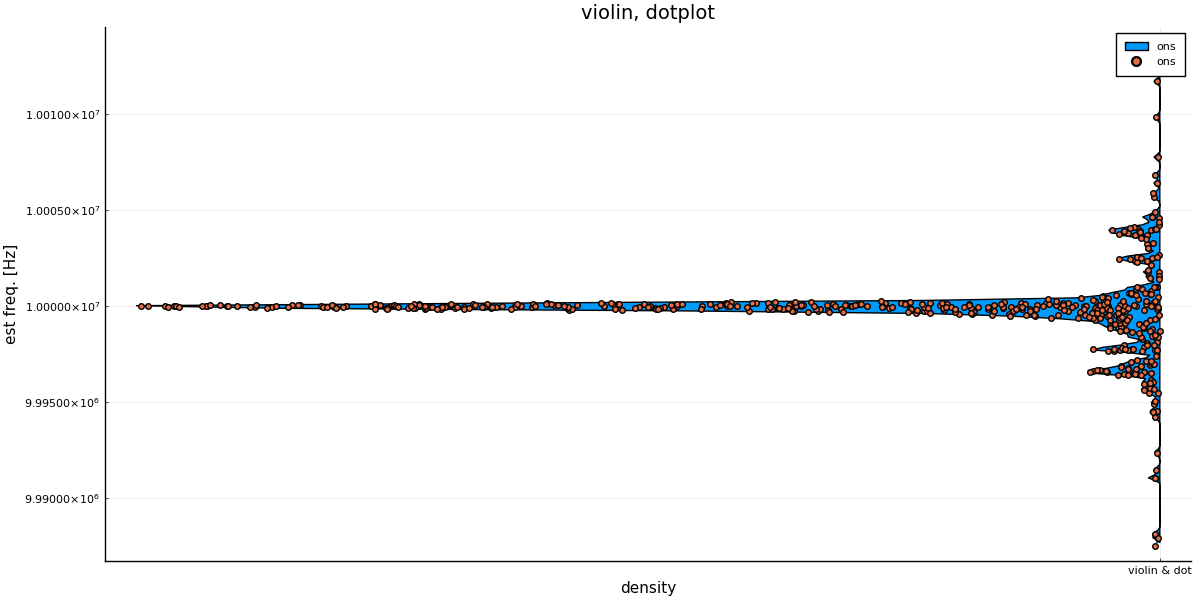 violin, dotplot
ons
ons
1.00100×10⁷
1.00050×10⁷
1.00000×10⁷
9.99500×10⁶
9.99000×10⁶
est freq. [Hz]
violin & dot
density